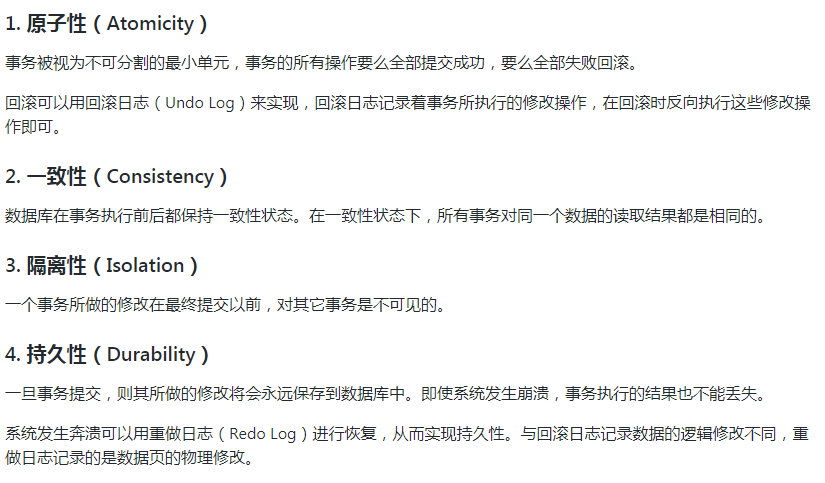 1. 原子性（Atomicity）
事务被视为不可分割的最小单元，事务的所有操作要么全部提交成功，要么全部失败回滚。
回滚可以用回滚日志（Undo Log）来实现，回滚日志记录着事务所执行的修改操作，在回滚时反向执行这些修改操
作即可。
2. 一致性（Consistency）
数据库在事务执行前后都保持一致性状态。在一致性状态下，所有事务对同一个数据的读取结果都是相同的。
3. 隔离性（Isolation）
一个事务所做的修改在最终提交以前，对其它事务是不可见的。
4. 持久性（Durability）
一旦事务提交，则其所做的修改将会永远保存到数据库中。即使系统发生崩溃，事务执行的结果也不能丢失。
系统发生奔溃可以用重做日志（Redo Log）进行恢复，从而实现持久性。与回滚日志记录数据的逻辑修改不同，重
做日志记录的是数据页的物理修改。